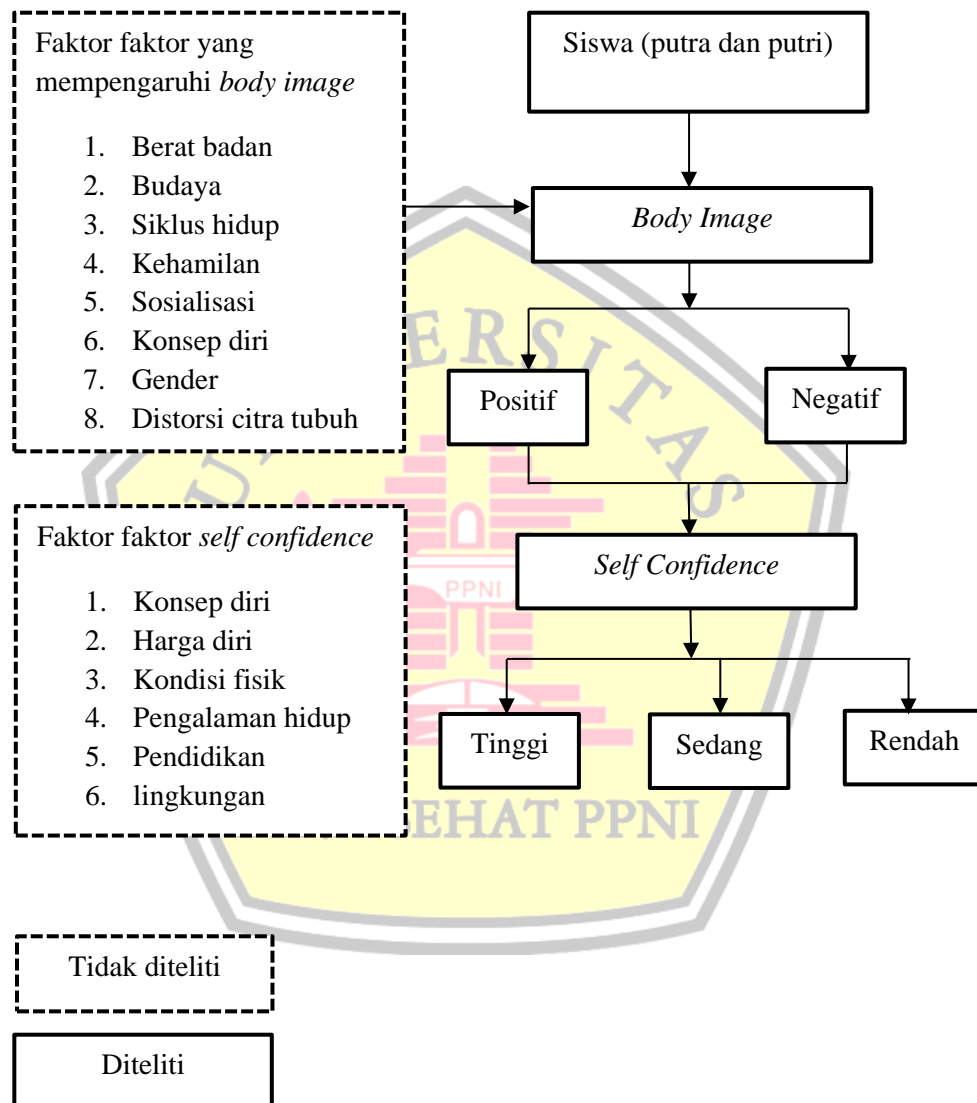 Faktor faktor yang
mempengaruhi body image
1. Berat badan
2. Budaya
3. Siklus hidup
4. Kehamilan
5. Sosialisasi
6. Konsep diri
7. Gender
8. Distorsi citra tubuh
Siswa (putra dan putri)
Body Image
Positif
Negatif
Faktor faktor self confidence
1. Konsep diri
2. Harga diri
3. Kondisi fisik
4. Pengalaman hidup
5. Pendidikan
6. lingkungan
Self Confidence
Tinggi
Sedang
Rendah
PPNI
SEHAT PPNI
Tidak diteliti
Diteliti